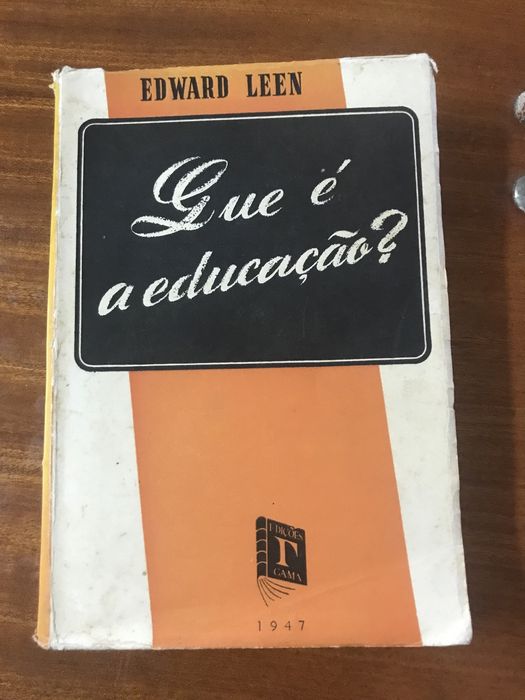 EDWARD LEEN
Que é
a educação?
EDIÇÕES
Γ
GAMA
1947